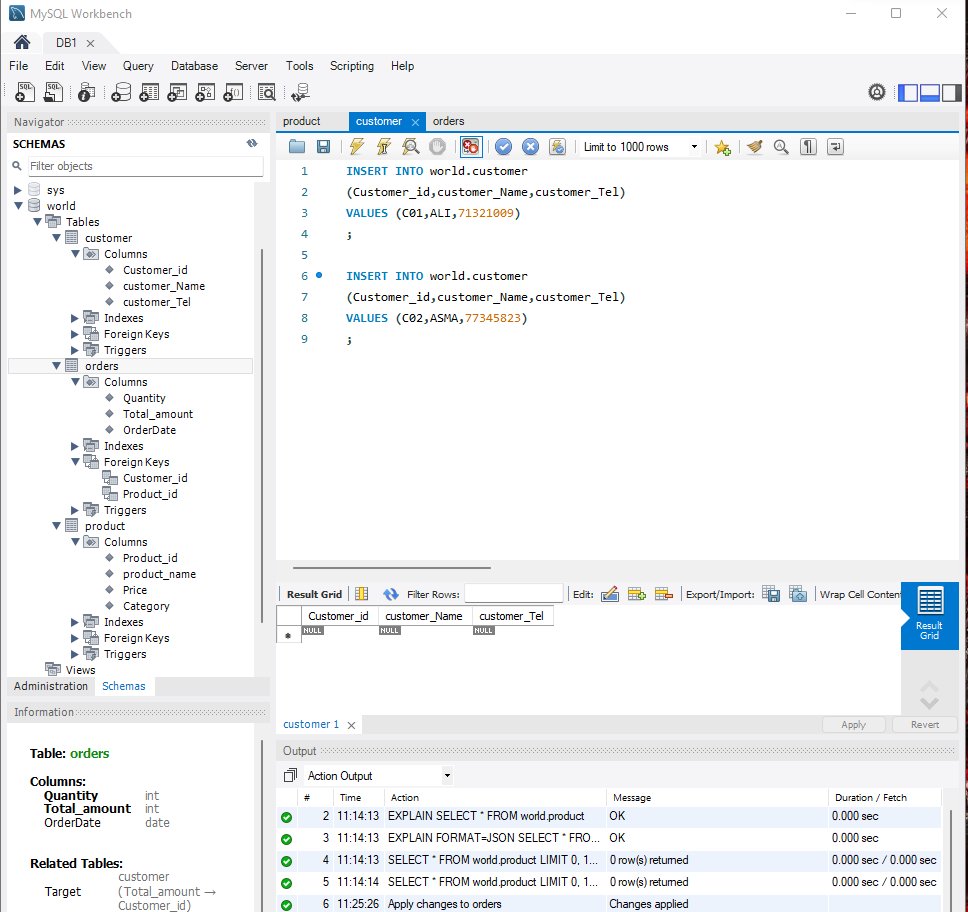 MySQL Workbench
DB1
File Edit View Query Database Server Tools Scripting Help
Navigator
SCHEMAS
Filter objects
sys
world
Tables
customer
Columns
Customer_id
customer_Name
customer_Tel
Indexes
Foreign Keys
Triggers
orders
Columns
Quantity
Total_amount
OrderDate
Indexes
Foreign Keys
Customer_id
Product_id
Triggers
product
Columns
Product_id
product_name
Price
Category
Indexes
Foreign Keys
Triggers
Views
Administration Schemas
Information
Table: orders
Columns:
Quantity int
Total_amount int
OrderDate date
Related Tables:
customer
Target (Total_amount →
Customer_id)
product customer orders
Limit to 1000 rows
1 INSERT INTO world.customer
2 (Customer_id,customer_Name,customer_Tel)
3 VALUES (C01,ALI,71321009)
4 ;
5
6 INSERT INTO world.customer
7 (Customer_id,customer_Name,customer_Tel)
8 VALUES (C02,ASMA,77345823)
9 ;
Result Grid Filter Rows: Edit: Export/Import: Wrap Cell Conten
Customer_id customer_Name customer_Tel
NULL NULL NULL
Result
Grid
customer 1 Apply Revert
Output
Action Output
# Time Action Message Duration / Fetch
2 11:14:13 EXPLAIN SELECT * FROM world.product OK 0.000 sec
3 11:14:13 EXPLAIN FORMAT=JSON SELECT * FRO... OK 0.000 sec
4 11:14:13 SELECT * FROM world.product LIMIT 0, 1... 0 row(s) returned 0.000 sec / 0.000 sec
5 11:14:14 SELECT * FROM world.product LIMIT 0, 1... 0 row(s) returned 0.000 sec / 0.000 sec
6 11:25:26 Apply changes to orders Changes applied